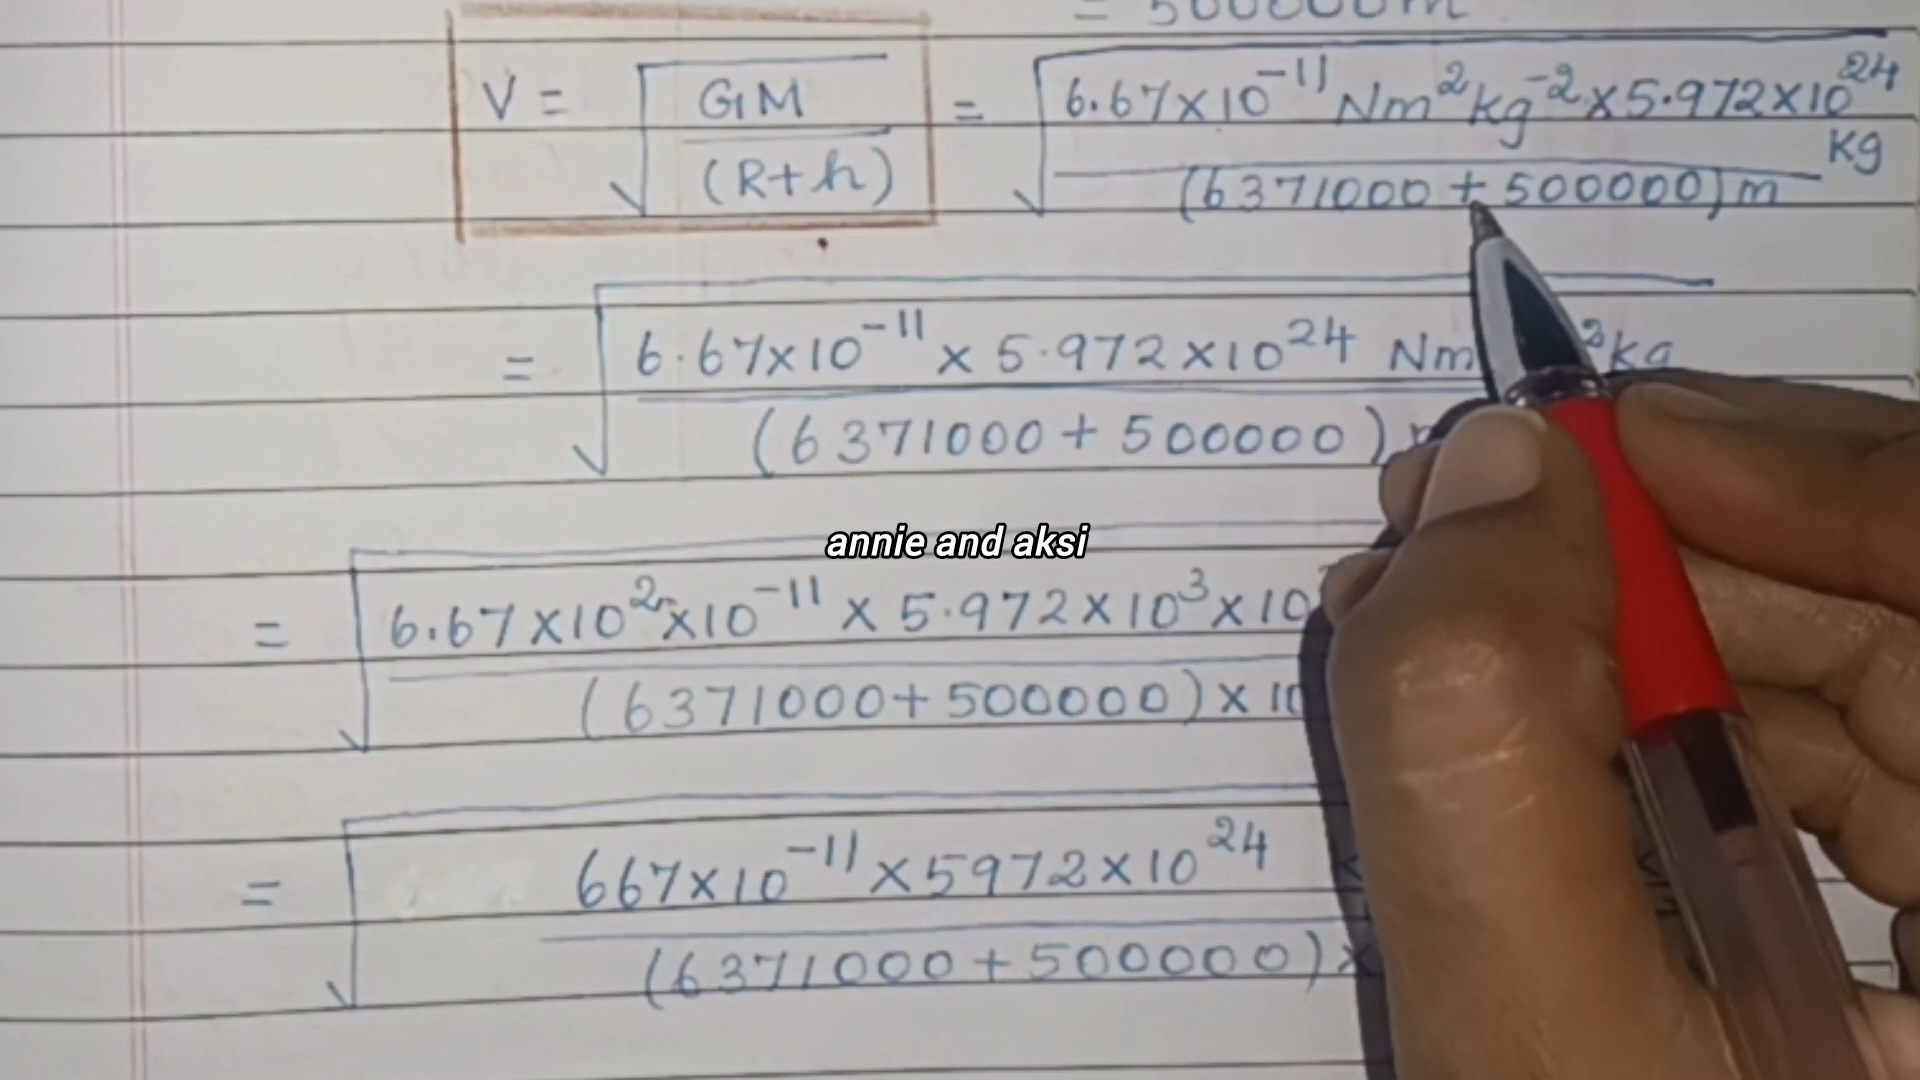 = 500000m
V = √ GM / (R+h) = √ 6.67×10⁻¹¹ Nm²kg⁻² × 5.972×10²⁴ kg / (6371000 + 500000) m
= √ 6.67×10⁻¹¹ × 5.972×10²⁴ Nm ³kg / (6371000 + 500000)
annie and aksi
= √ 6.67×10²×10⁻¹¹ × 5.972×10³×10 / (6371000+500000) × 10
= √ 667×10⁻¹¹ × 5972×10²⁴ / (6371000+500000) ×